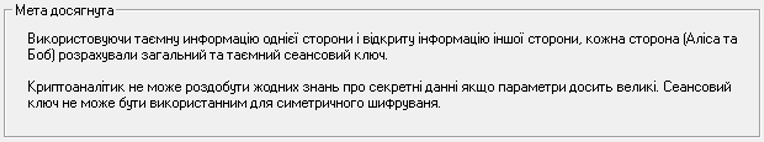 Мета досягнута
Використовуючи таємну информацію однієї сторони і відкриту інформацію іншої сторони, кожна сторона (Аліса та
Боб) розрахували загальний та таємний сеансовий ключ.
Криптоаналітик не може роздобути жодних знань про секретні данні якщо параметри досить великі. Сеансовий
ключ не може бути використанним для симетричного шифруваня.